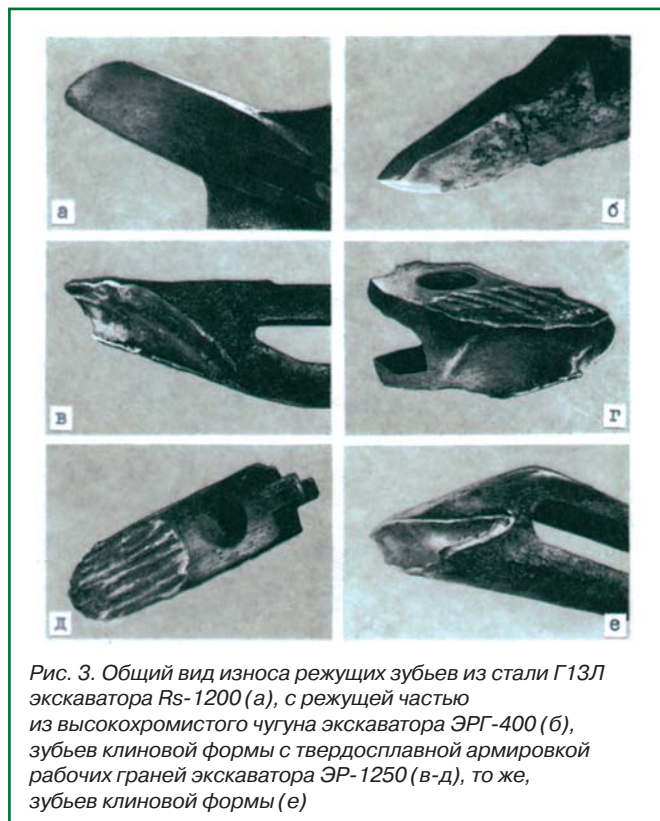 а
б
в
г
д
е
Рис. 3. Общий вид износа режущих зубьев из стали Г13Л
экскаватора Rs-1200 (а), с режущей частью
из высокохромистого чугуна экскаватора ЭРГ-400 (б),
зубьев клиновой формы с твердосплавной армировкой
рабочих граней экскаватора ЭР-1250 (в-д), то же,
зубьев клиновой формы (е)